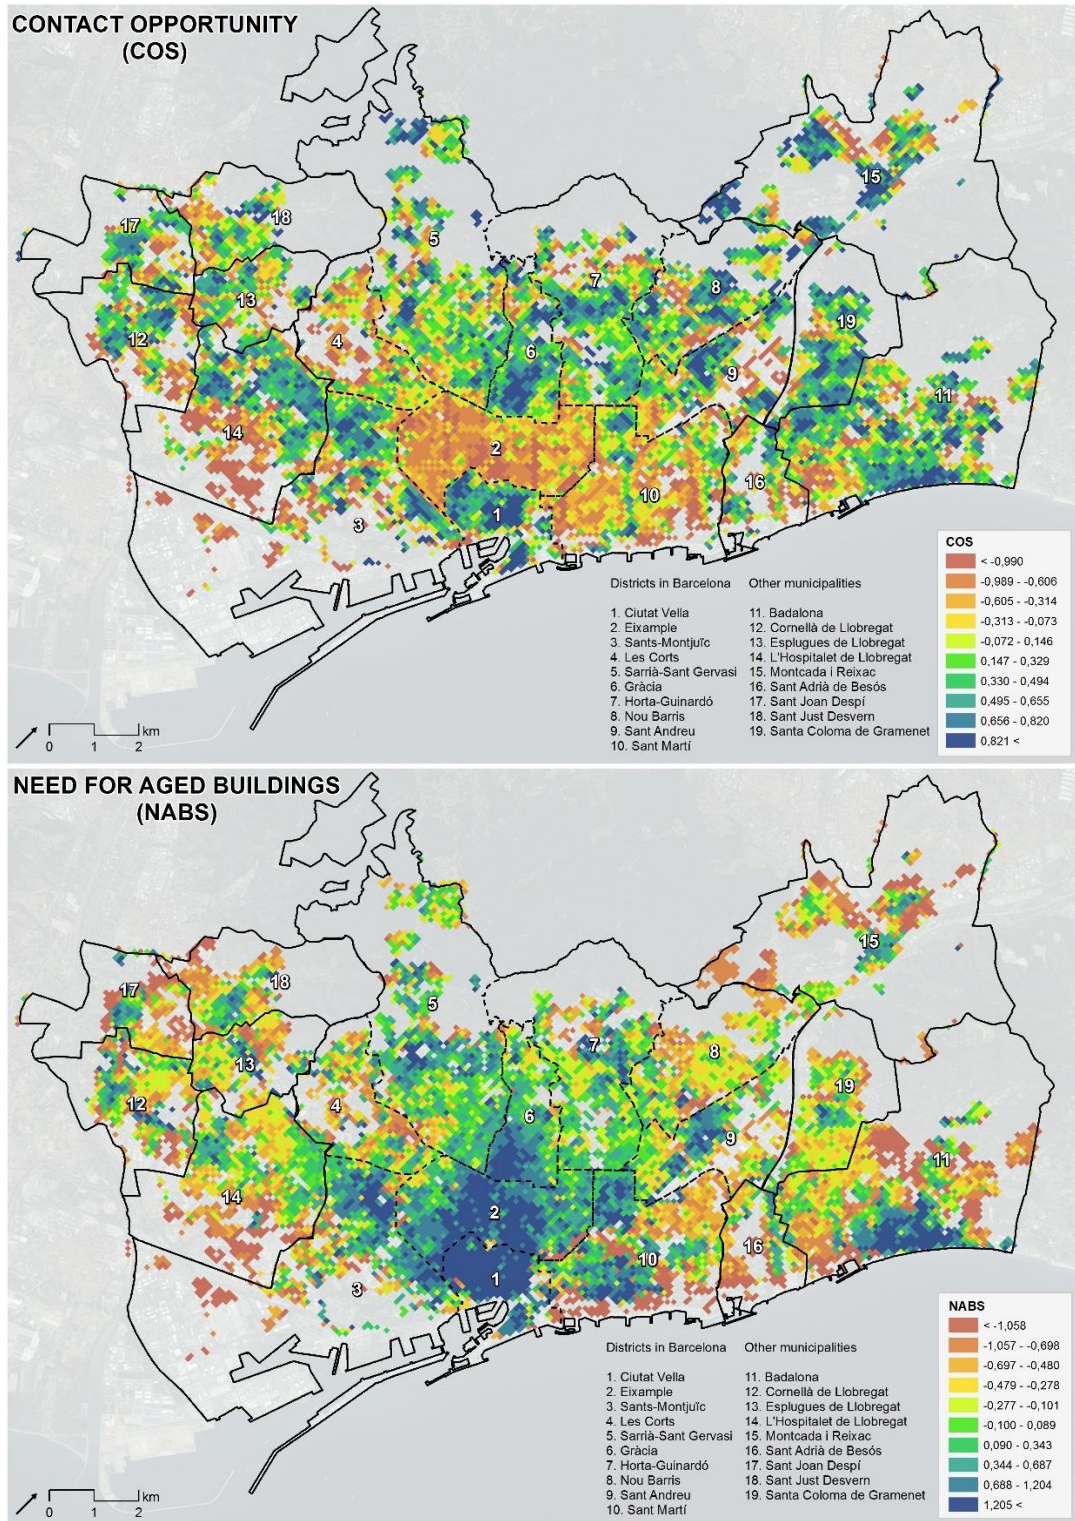 CONTACT OPPORTUNITY
(COS)
17
18
5
15
13
12
4
7
8
6
19
9
11
14
2
10
16
1
3
COS
< -0,990
-0,989 - -0,606
-0,605 - -0,314
-0,313 - -0,073
-0,072 - 0,146
0,147 - 0,329
0,330 - 0,494
0,495 - 0,655
0,656 - 0,820
0,821 <
Districts in Barcelona
1. Ciutat Vella
2. Eixample
3. Sants-Montjuïc
4. Les Corts
5. Sarrià-Sant Gervasi
6. Gràcia
7. Horta-Guinardó
8. Nou Barris
9. Sant Andreu
10. Sant Martí
Other municipalities
11. Badalona
12. Cornellà de Llobregat
13. Esplugues de Llobregat
14. L'Hospitalet de Llobregat
15. Montcada i Reixac
16. Sant Adrià de Besós
17. Sant Joan Despí
18. Sant Just Desvern
19. Santa Coloma de Gramenet
km
0 1 2
NEED FOR AGED BUILDINGS
(NABS)
17
18
5
15
13
12
4
7
8
6
19
9
11
14
2
10
16
1
3
NABS
< -1,058
-1,057 - -0,698
-0,697 - -0,480
-0,479 - -0,278
-0,277 - -0,101
-0,100 - 0,089
0,090 - 0,343
0,344 - 0,687
0,688 - 1,204
1,205 <
Districts in Barcelona
1. Ciutat Vella
2. Eixample
3. Sants-Montjuïc
4. Les Corts
5. Sarrià-Sant Gervasi
6. Gràcia
7. Horta-Guinardó
8. Nou Barris
9. Sant Andreu
10. Sant Martí
Other municipalities
11. Badalona
12. Cornellà de Llobregat
13. Esplugues de Llobregat
14. L'Hospitalet de Llobregat
15. Montcada i Reixac
16. Sant Adrià de Besós
17. Sant Joan Despí
18. Sant Just Desvern
19. Santa Coloma de Gramenet
km
0 1 2